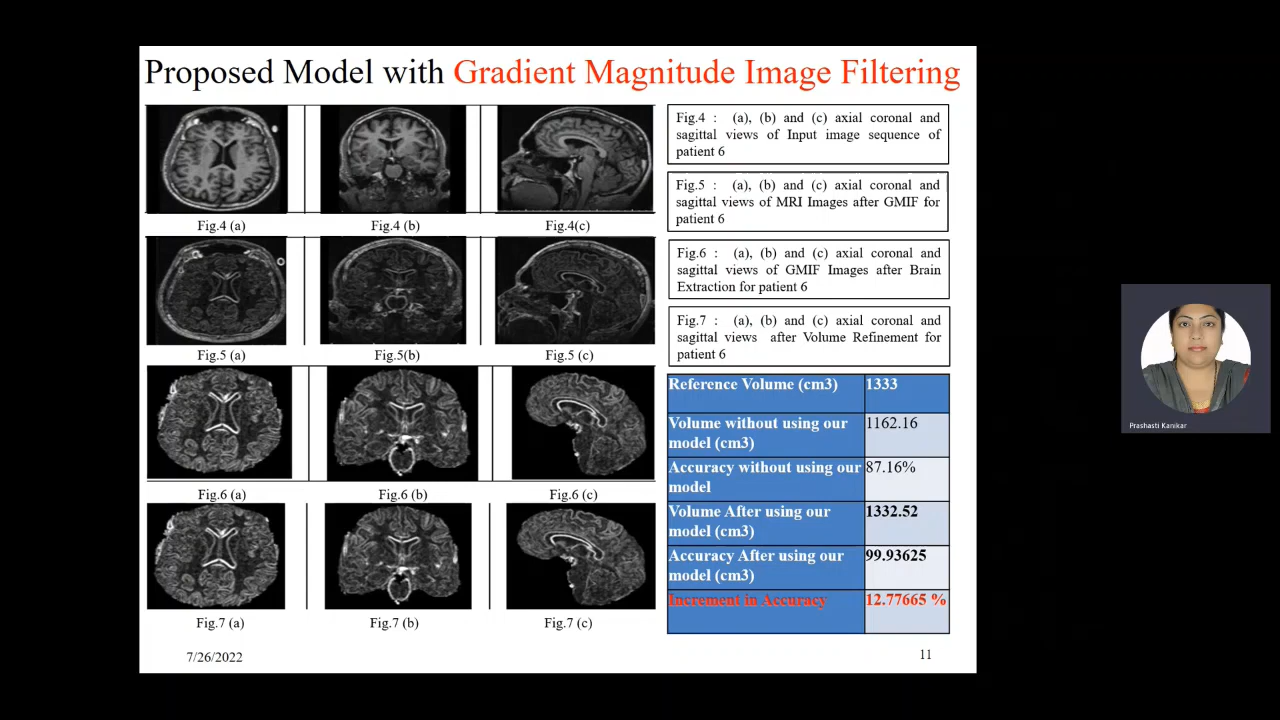 Proposed Model with Gradient Magnitude Image Filtering
Fig.4 (a)
Fig.4 (b)
Fig.4(c)
Fig.5 (a)
Fig.5(b)
Fig.5 (c)
Fig.6 (a)
Fig.6 (b)
Fig.6 (c)
Fig.7 (a)
Fig.7 (b)
Fig.7 (c)
Fig.4 : (a), (b) and (c) axial coronal and
sagittal views of Input image sequence of
patient 6
Fig.5 : (a), (b) and (c) axial coronal and
sagittal views of MRI Images after GMIF for
patient 6
Fig.6 : (a), (b) and (c) axial coronal and
sagittal views of GMIF Images after Brain
Extraction for patient 6
Fig.7 : (a), (b) and (c) axial coronal and
sagittal views after Volume Refinement for
patient 6
Reference Volume (cm3) 1333
Volume without using our 1162.16
model (cm3)
Accuracy without using our 87.16%
model
Volume After using our 1332.52
model (cm3)
Accuracy After using our 99.93625
model (cm3)
Increment in Accuracy 12.77665 %
7/26/2022
11
Prashasti Kanikar